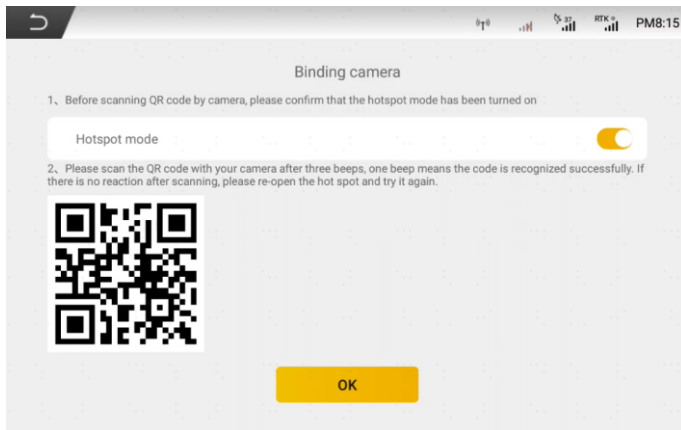 37
RTK
PM8:15
Binding camera
1、Before scanning QR code by camera, please confirm that the hotspot mode has been turned on
Hotspot mode
2、Please scan the QR code with your camera after three beeps, one beep means the code is recognized successfully. If
there is no reaction after scanning, please re-open the hot spot and try it again.
OK